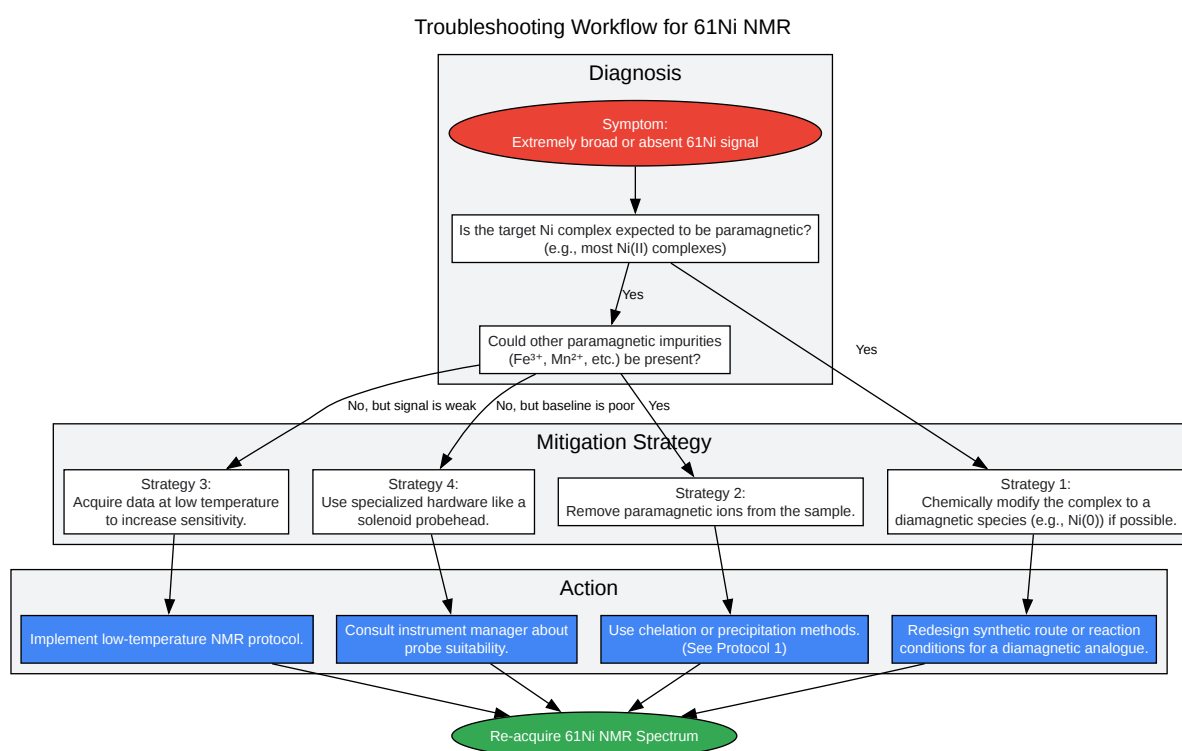 Troubleshooting Workflow for 61Ni NMR
Diagnosis
Symptom:
Extremely broad or absent 61Ni signal
Is the target Ni complex expected to be paramagnetic?
(e.g., most Ni(II) complexes)
Yes
Could other paramagnetic impurities
(Fe³⁺, Mn²⁺, etc.) be present?
Yes
No, but signal is weak
No, but baseline is poor
Yes
Mitigation Strategy
Strategy 3:
Acquire data at low temperature
to increase sensitivity.
Strategy 4:
Use specialized hardware like a
solenoid probehead.
Strategy 2:
Remove paramagnetic ions from the sample.
Strategy 1:
Chemically modify the complex to a
diamagnetic species (e.g., Ni(0)) if possible.
Action
Implement low-temperature NMR protocol.
Consult instrument manager about
probe suitability.
Use chelation or precipitation methods.
(See Protocol 1)
Redesign synthetic route or reaction
conditions for a diamagnetic analogue.
Re-acquire 61Ni NMR Spectrum